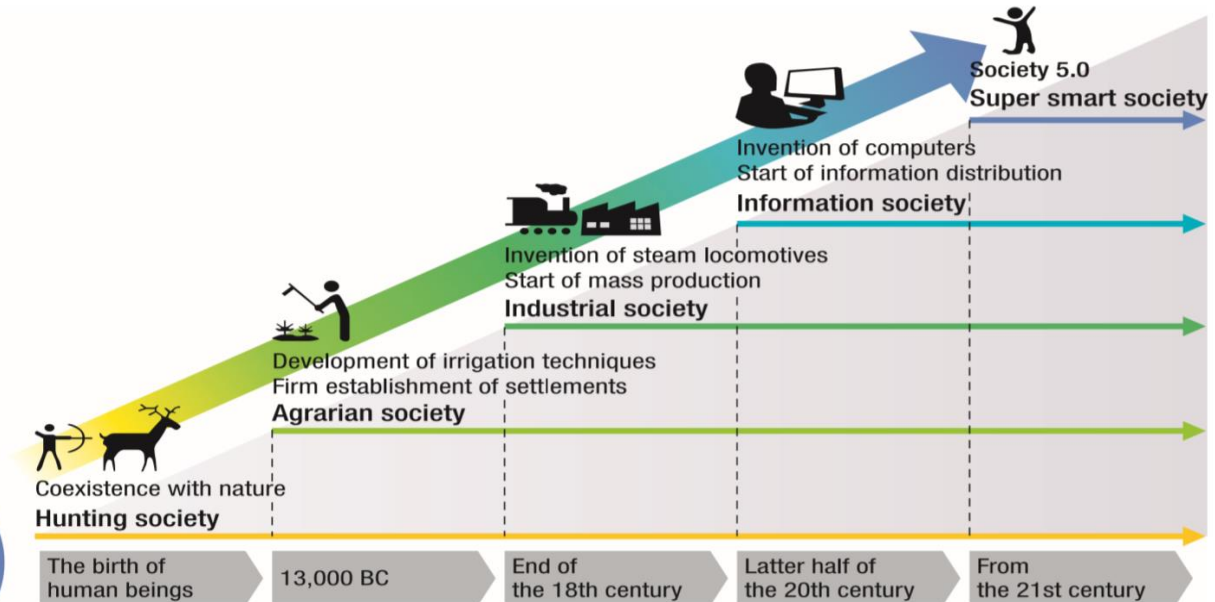 Society 5.0
Super smart society
Invention of computers
Start of information distribution
Information society
Invention of steam locomotives
Start of mass production
Industrial society
Development of irrigation techniques
Firm establishment of settlements
Agrarian society
Coexistence with nature
Hunting society
The birth of
human beings
13,000 BC
End of
the 18th century
Latter half of
the 20th century
From
the 21st century